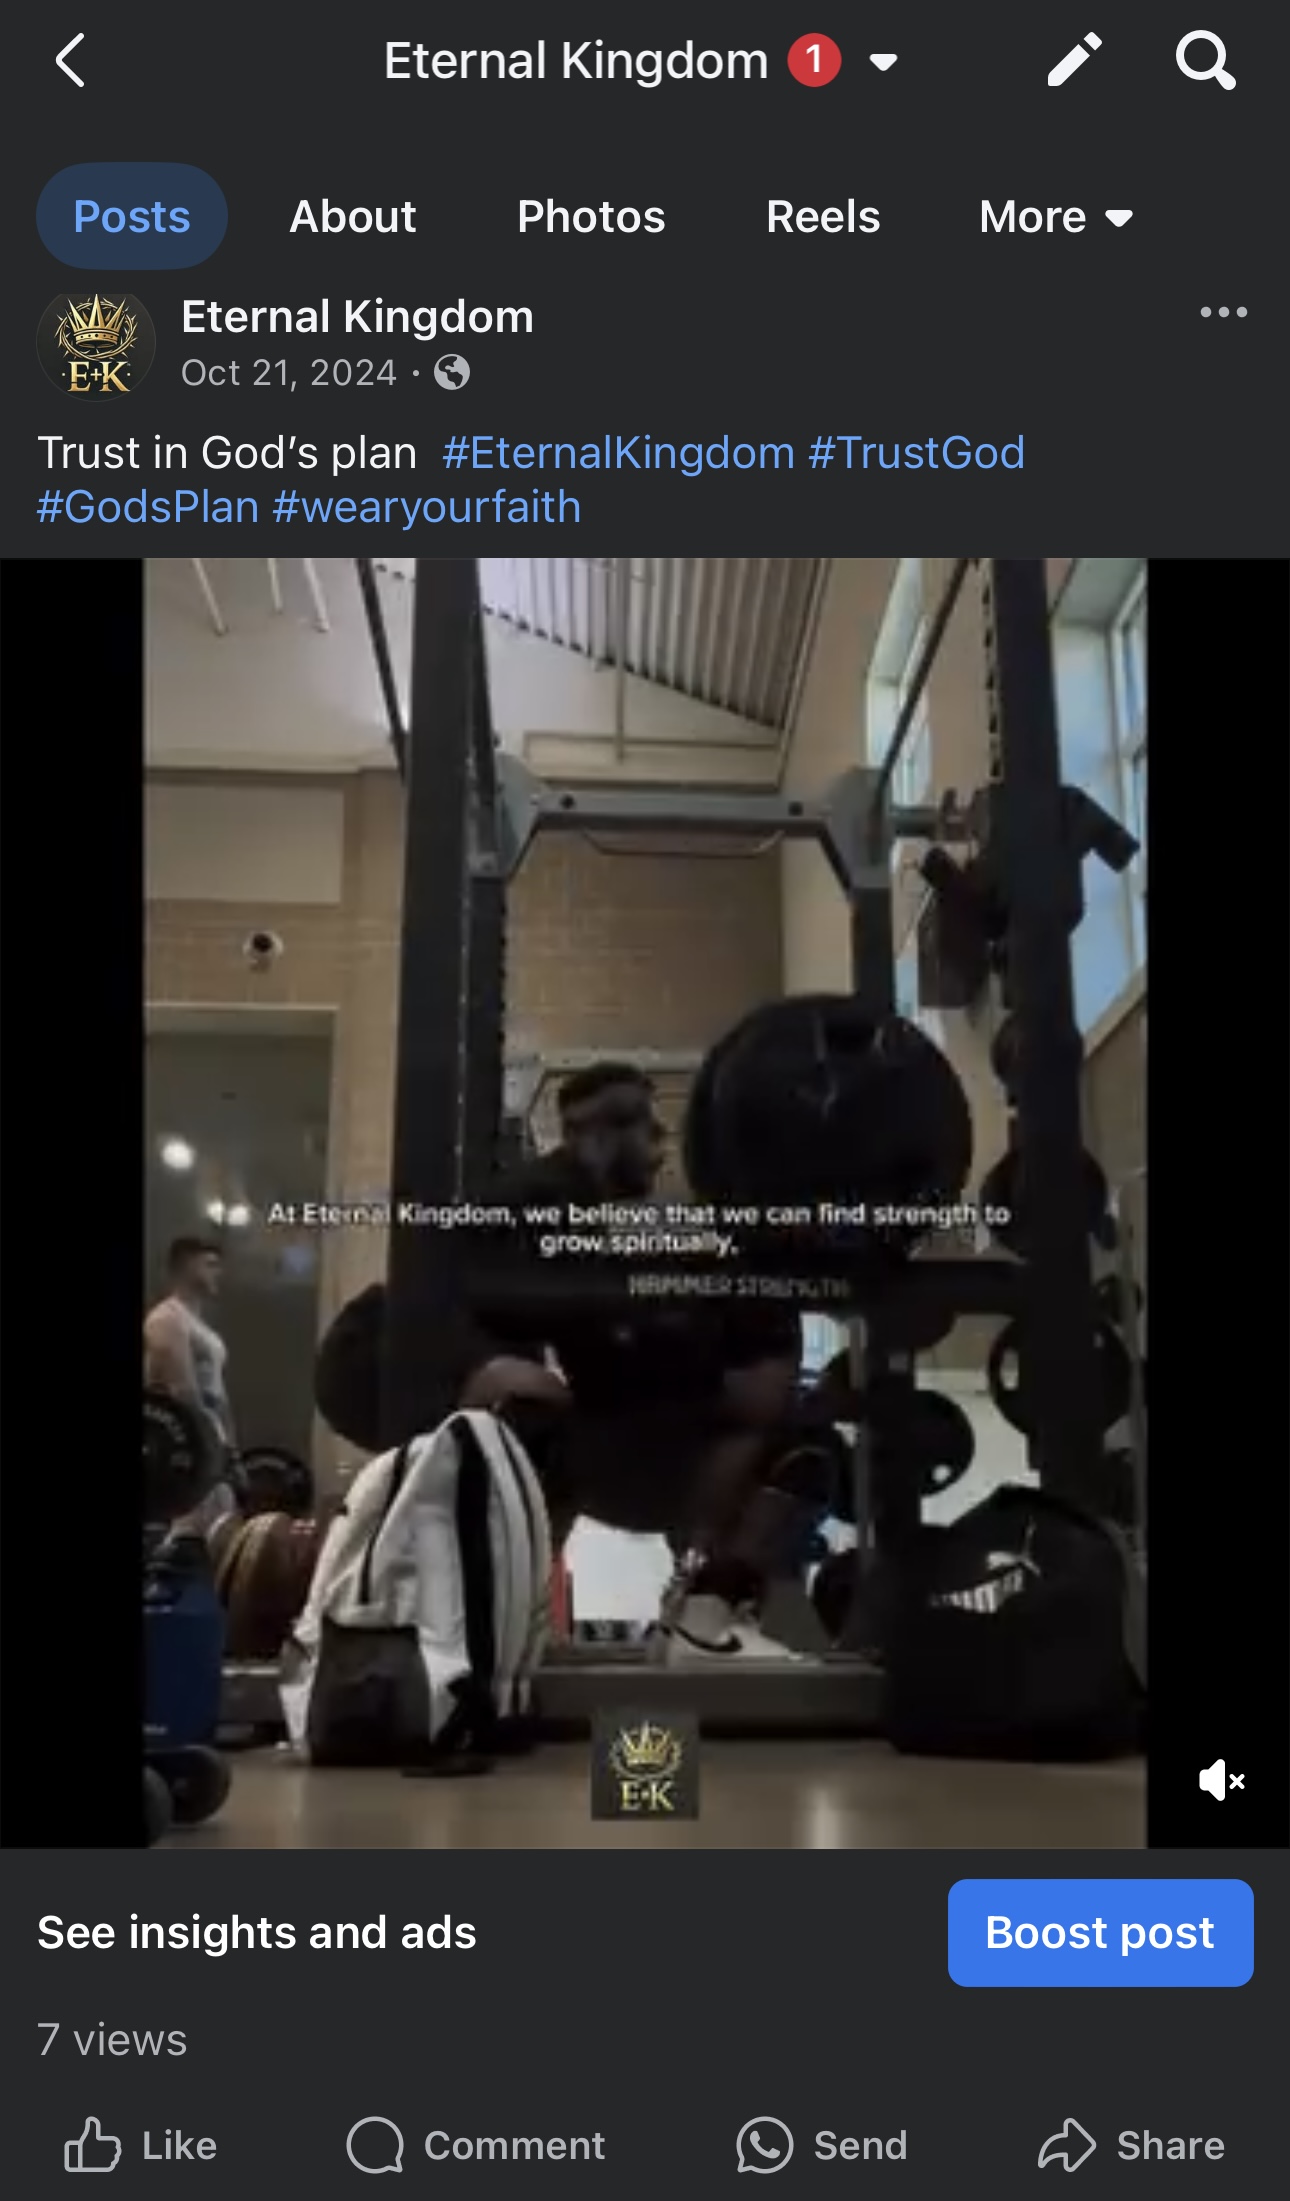 Eternal Kingdom 1
Posts About Photos Reels More
Eternal Kingdom
E+K
Oct 21, 2024 ·
Trust in God’s plan #EternalKingdom #TrustGod
#GodsPlan #wearyourfaith
At Eternal Kingdom, we believe that we can find strength to
grow spiritually.
HAMMER STRENGTH
E+K
See insights and ads
Boost post
7 views
Like Comment Send Share